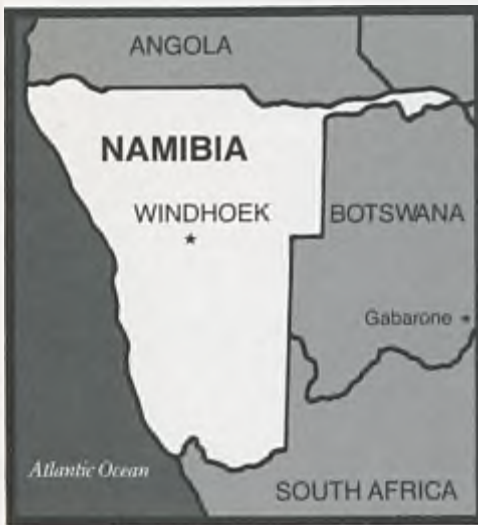 ANGOLA
NAMIBIA
WINDHOEK
BOTSWANA
Gabarone
Atlantic Ocean
SOUTH AFRICA